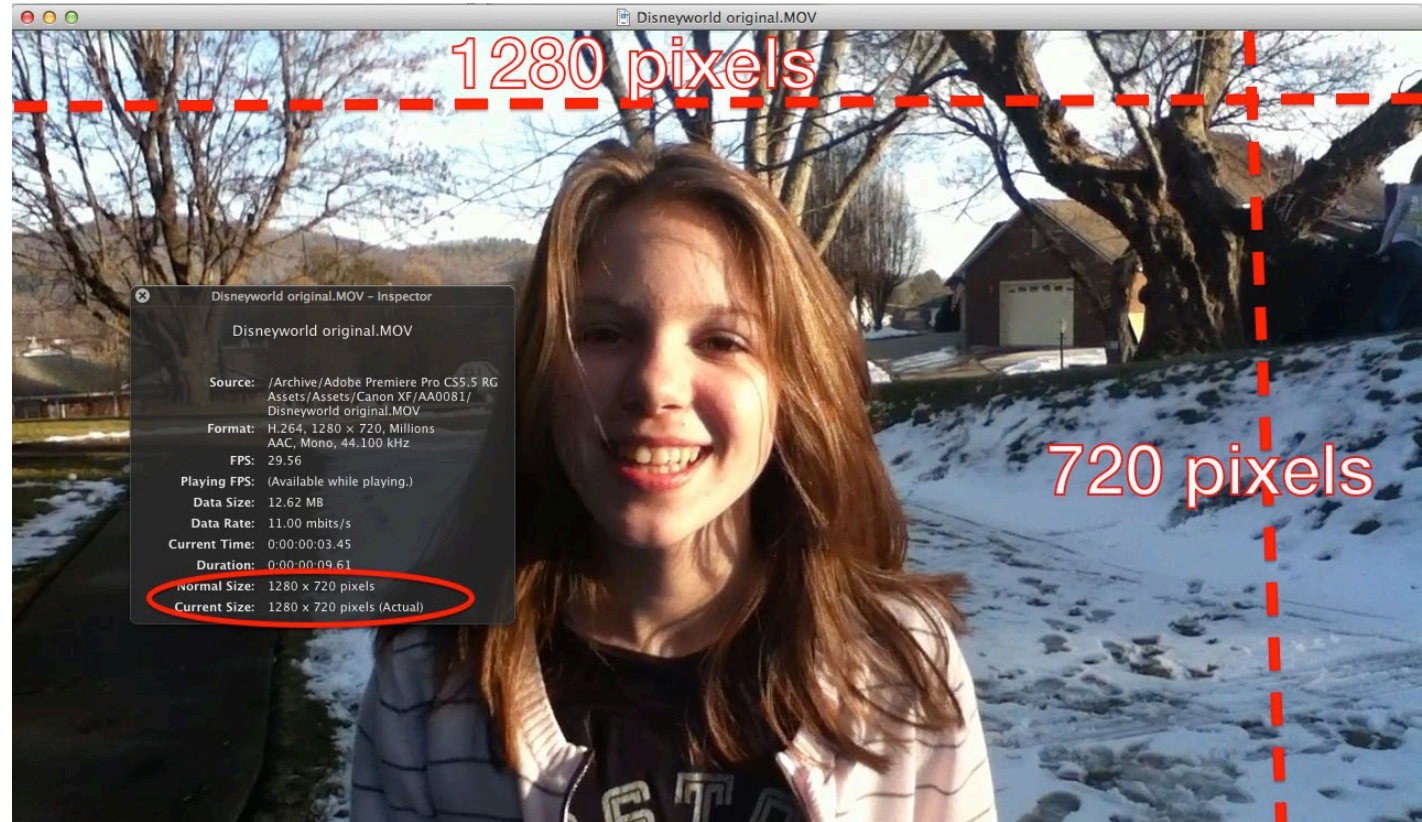 Disneyworld original.MOV
1280 pixels
Disneyworld original.MOV – Inspector
Disneyworld original.MOV
Source: /Archive/Adobe Premiere Pro CS5.5 RG
Assets/Assets/Canon XF/AA0081/
Disneyworld original.MOV
Format: H.264, 1280 × 720, Millions
AAC, Mono, 44.100 kHz
FPS: 29.56
Playing FPS: (Available while playing.)
Data Size: 12.62 MB
Data Rate: 11.00 mbits/s
Current Time: 0:00:00:03.45
Duration: 0:00:00:09.61
Normal Size: 1280 x 720 pixels
Current Size: 1280 x 720 pixels (Actual)
720 pixels